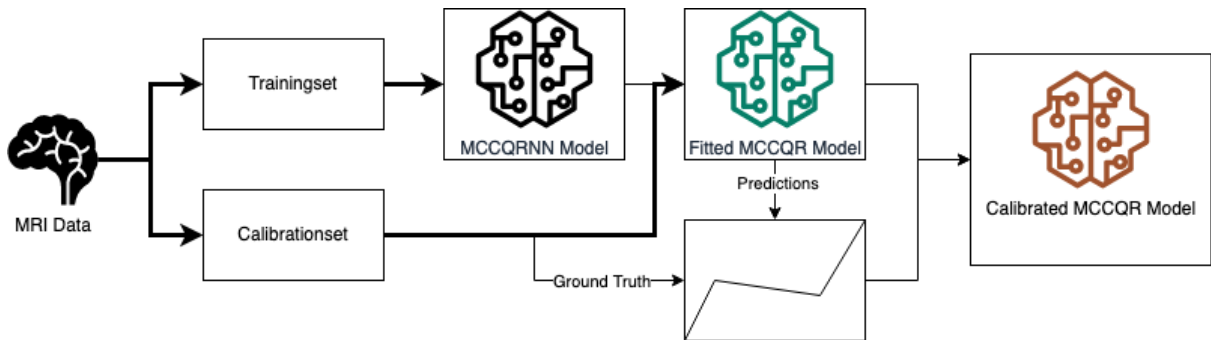 Trainingset
MCCQRNN Model
Fitted MCCQR Model
Predictions
MRI Data
Calibrationset
Calibrated MCCQR Model
Ground Truth